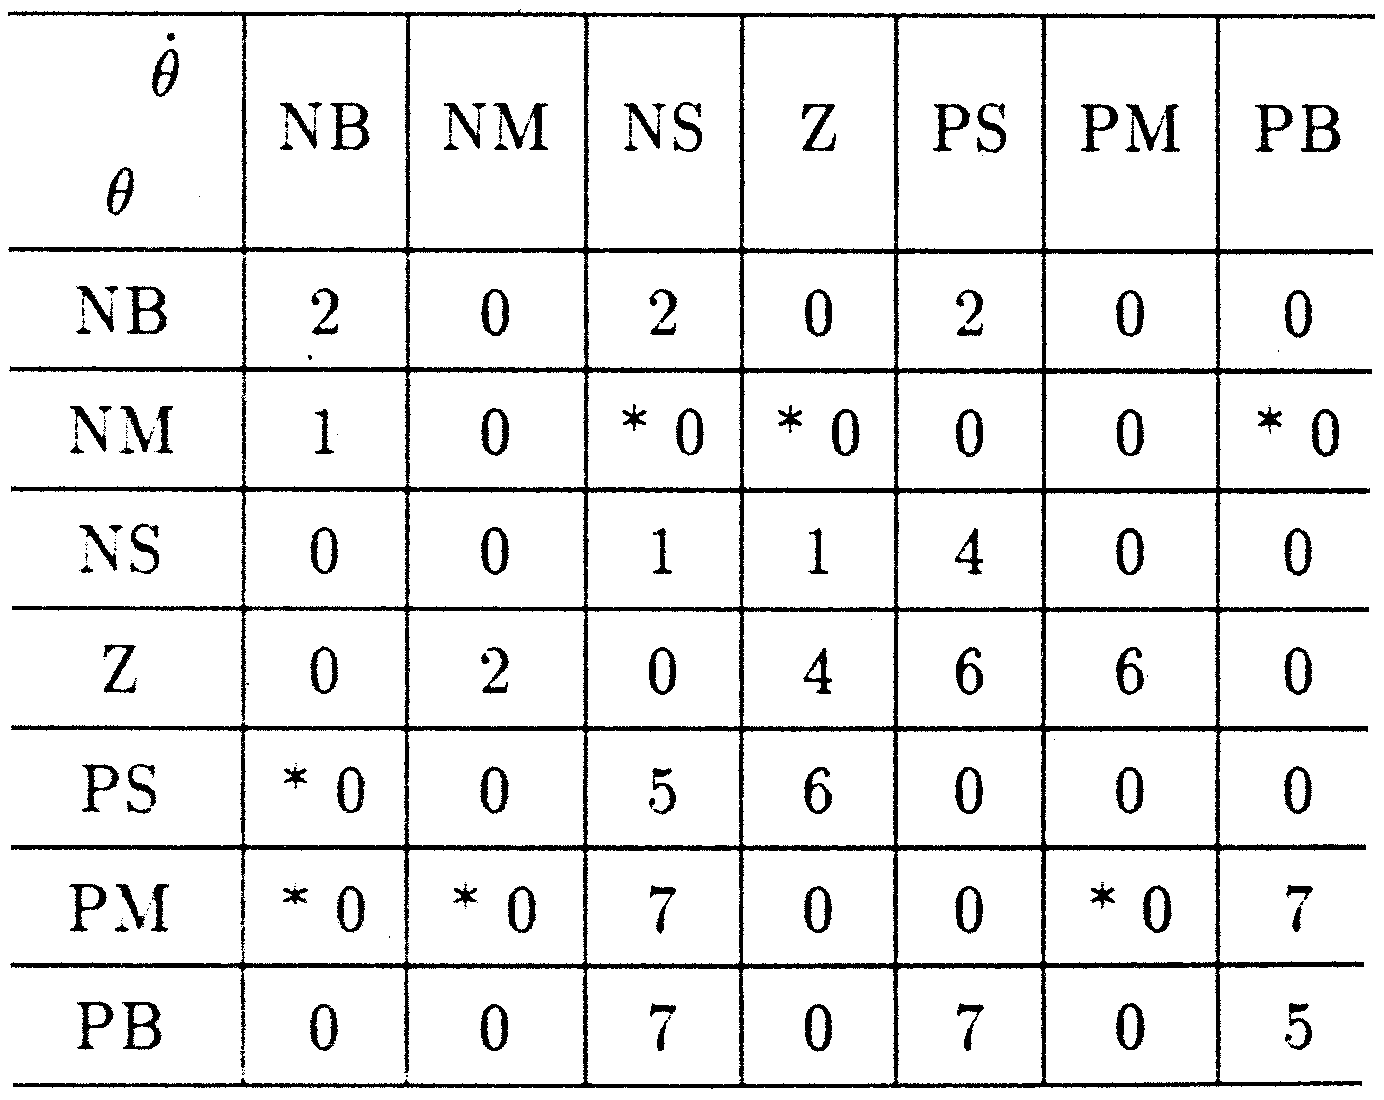 θ̇
NB NM NS Z PS PM PB
θ
NB 2 0 2 0 2 0 0
NM 1 0 * 0 * 0 0 0 * 0
NS 0 0 1 1 4 0 0
Z 0 2 0 4 6 6 0
PS * 0 0 5 6 0 0 0
PM * 0 * 0 7 0 0 * 0 7
PB 0 0 7 0 7 0 5